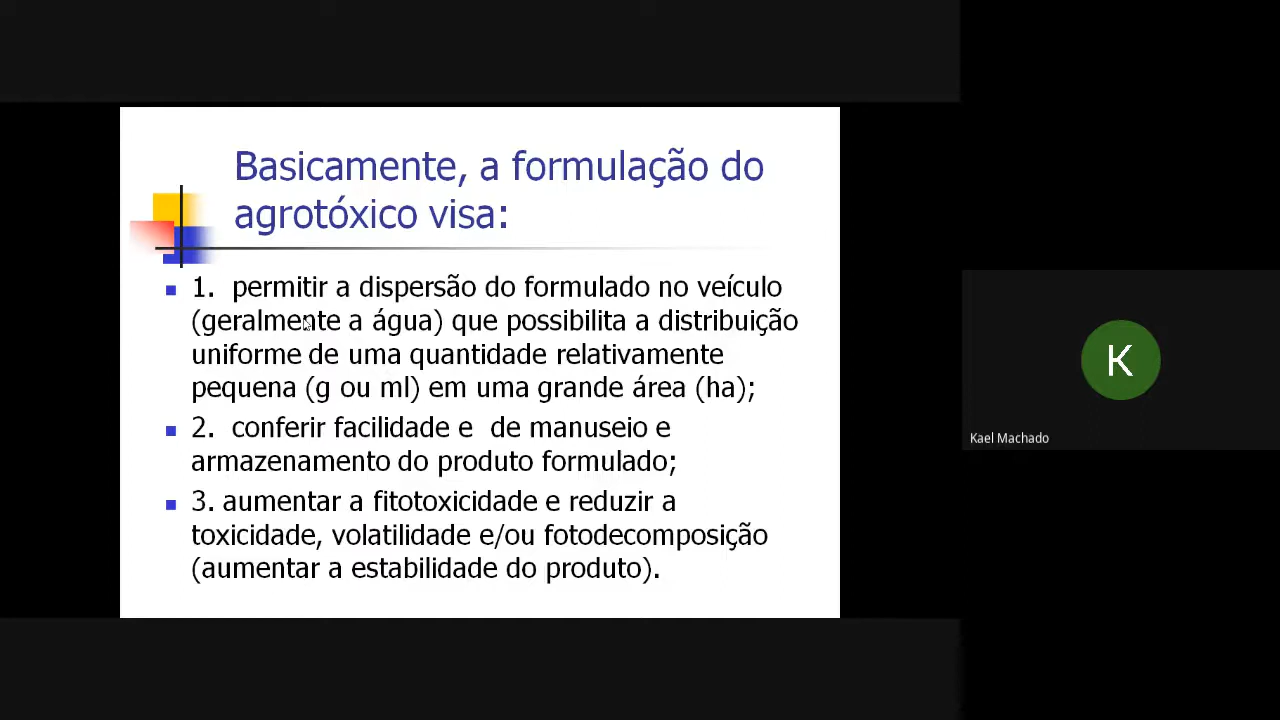 Basicamente, a formulação do
agrotóxico visa:
1. permitir a dispersão do formulado no veículo
(geralmente a água) que possibilita a distribuição
uniforme de uma quantidade relativamente
pequena (g ou ml) em uma grande área (ha);
2. conferir facilidade e de manuseio e
armazenamento do produto formulado;
3. aumentar a fitotoxicidade e reduzir a
toxicidade, volatilidade e/ou fotodecomposição
(aumentar a estabilidade do produto).
K
Kael Machado